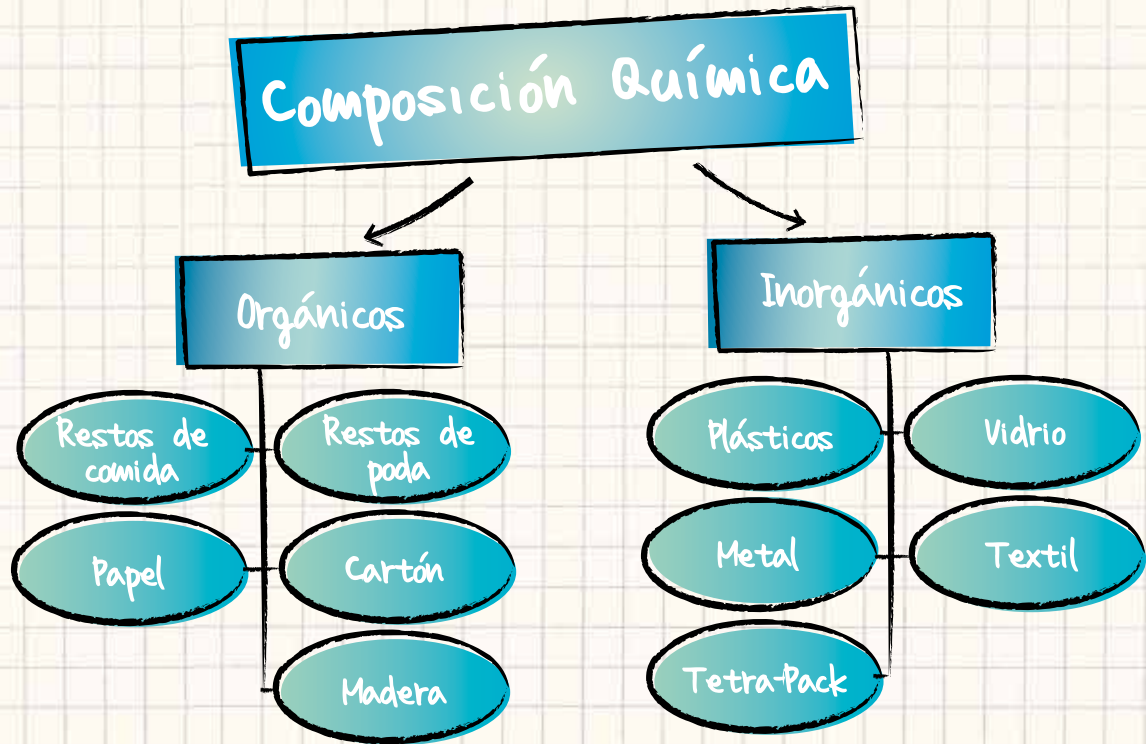 Composición Química
Orgánicos
Inorgánicos
Restos de
comida
Restos de
poda
Papel
Cartón
Madera
Plásticos
Vidrio
Metal
Textil
Tetra-Pack